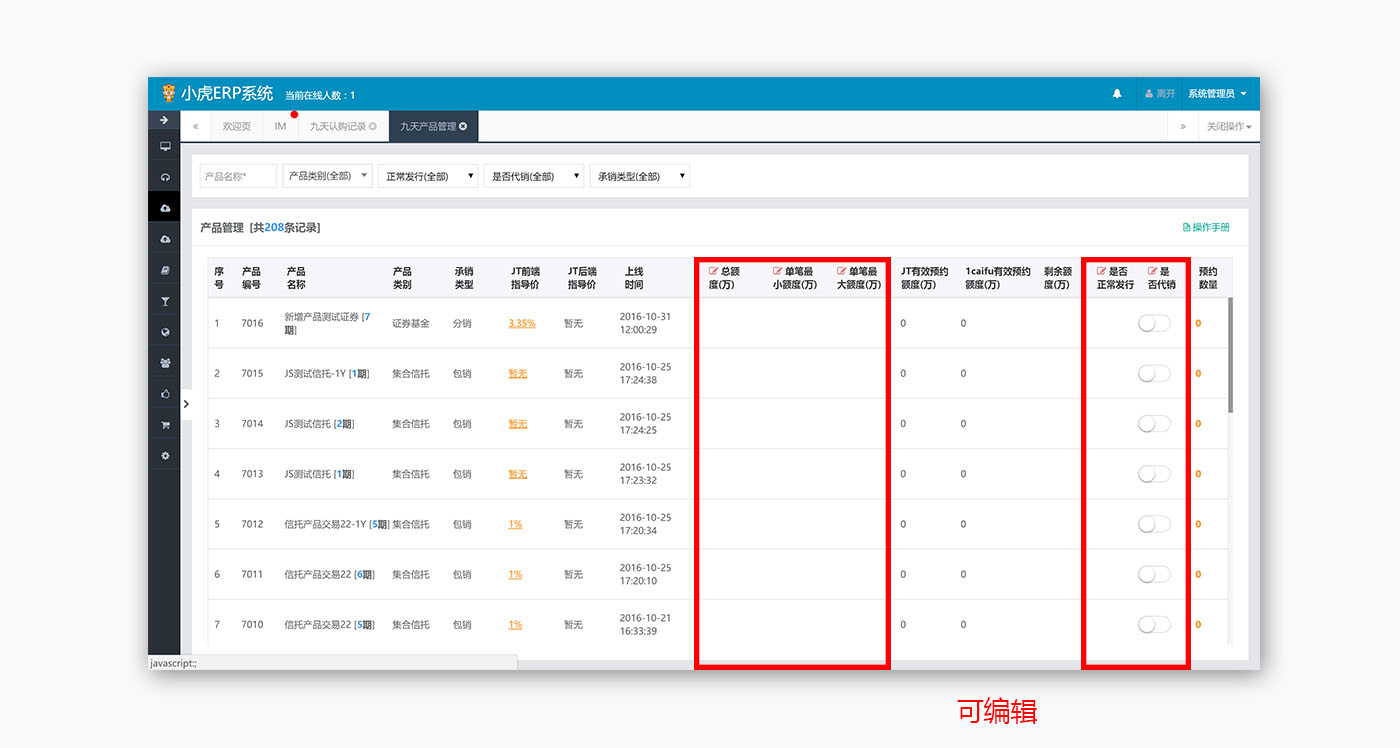 小虎ERP系统 当前在线人数：1 离开 系统管理员
« 欢迎页 IM 九天认购记录 九天产品管理 » 关闭操作
产品名称* 产品类别(全部) 正常发行(全部) 是否代销(全部) 承销类型(全部)
产品管理 [共208条记录] 操作手册
序号 产品编号 产品名称 产品类别 承销类型 JT前端指导价 JT后端指导价 上线时间 总额度(万) 单笔最小额度(万) 单笔最大额度(万) JT有效预约额度(万) 1caifu有效预约额度(万) 剩余额度(万) 是否正常发行 是否代销 预约数量
1 7016 新增产品测试证券 [7期] 证券基金 分销 3.35% 暂无 2016-10-31 12:00:29 0 0 0
2 7015 JS测试信托-1Y [1期] 集合信托 包销 暂无 暂无 2016-10-25 17:24:38 0 0 0
3 7014 JS测试信托 [2期] 集合信托 包销 暂无 暂无 2016-10-25 17:24:25 0 0 0
4 7013 JS测试信托 [1期] 集合信托 包销 暂无 暂无 2016-10-25 17:23:32 0 0 0
5 7012 信托产品交易22-1Y [5期] 集合信托 包销 1% 暂无 2016-10-25 17:20:34 0 0 0
6 7011 信托产品交易22 [6期] 集合信托 包销 1% 暂无 2016-10-25 17:20:10 0 0 0
7 7010 信托产品交易22 [5期] 集合信托 包销 1% 暂无 2016-10-21 16:33:39 0 0 0
javascript:;
可编辑